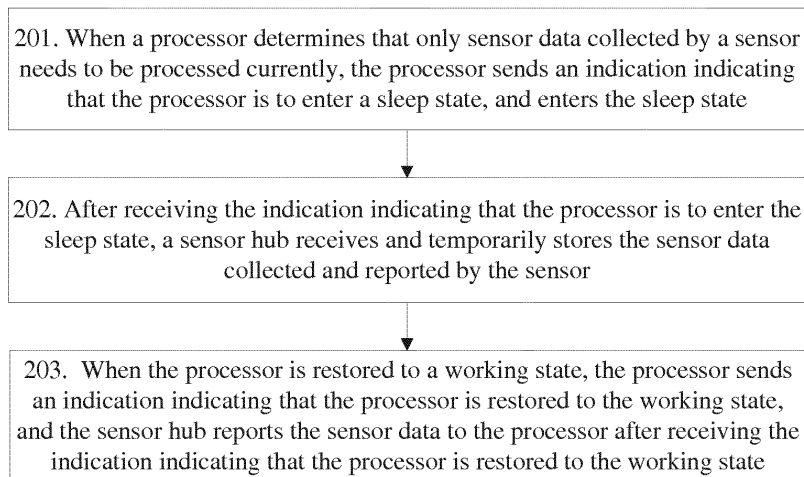 201. When a processor determines that only sensor data collected by a sensor
needs to be processed currently, the processor sends an indication indicating
that the processor is to enter a sleep state, and enters the sleep state
202. After receiving the indication indicating that the processor is to enter the
sleep state, a sensor hub receives and temporarily stores the sensor data
collected and reported by the sensor
203. When the processor is restored to a working state, the processor sends
an indication indicating that the processor is restored to the working state,
and the sensor hub reports the sensor data to the processor after receiving the
indication indicating that the processor is restored to the working state